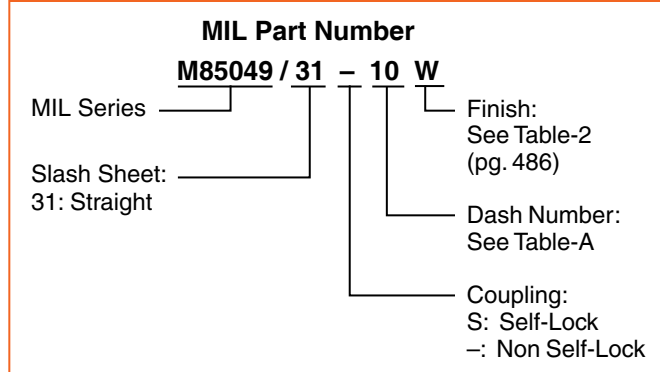 MIL Part Number
M85049 / 31 – 10 W
MIL Series
Slash Sheet:
31: Straight
Finish:
See Table-2
(pg. 486)
Dash Number:
See Table-A
Coupling:
S: Self-Lock
–: Non Self-Lock